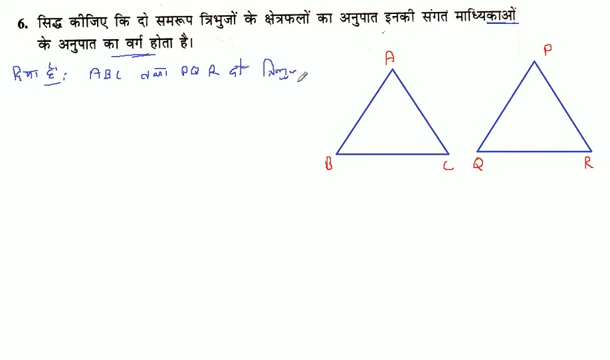 6. सिद्ध कीजिए कि दो समरूप त्रिभुजों के क्षेत्रफलों का अनुपात इनकी संगत माध्यिकाओं
के अनुपात का वर्ग होता है।
दिया है: ABC तथा PQR दो त्रिभु
A
P
B
C
Q
R